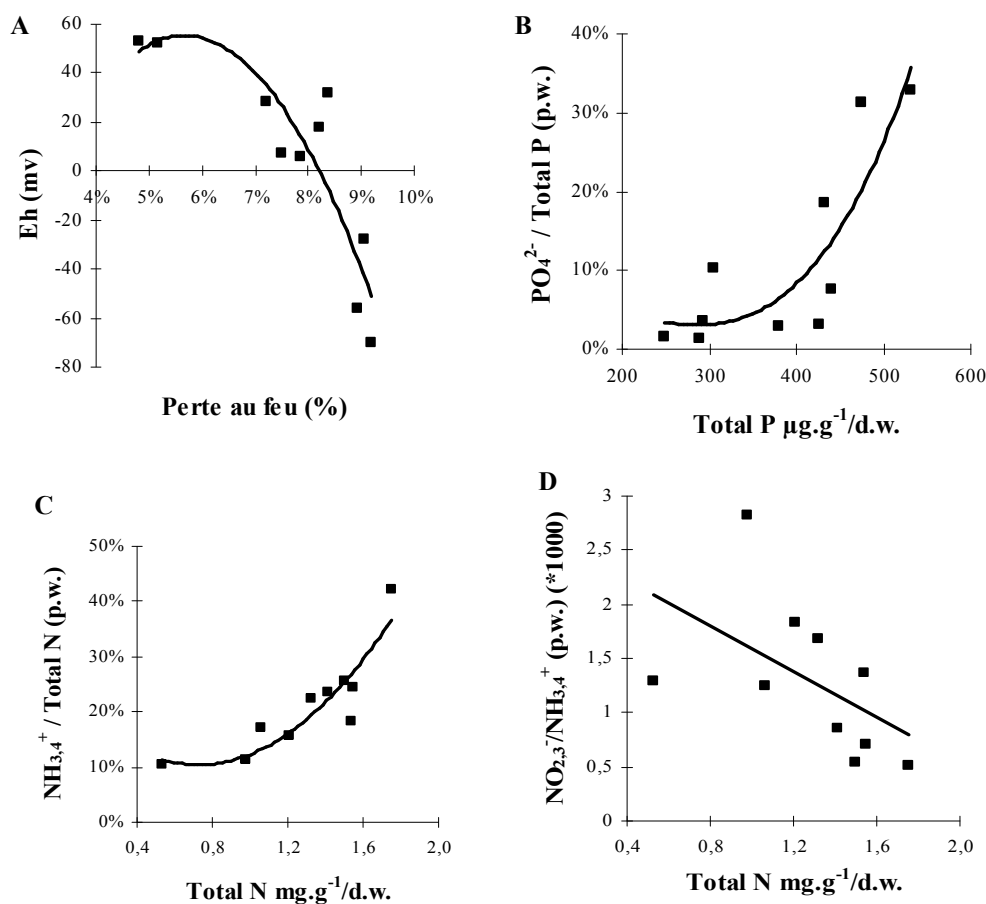 A
60
40
20
0
-20
-40
-60
-80
4% 5% 6% 7% 8% 9% 10%
Eh (mv)
Perte au feu (%)
B
40%
30%
20%
10%
0%
200 300 400 500 600
PO₄²⁻ / Total P (p.w.)
Total P µg.g⁻¹/d.w.
C
50%
40%
30%
20%
10%
0%
0,4 0,8 1,2 1,6 2,0
NH₃,₄⁺ / Total N (p.w.)
Total N mg.g⁻¹/d.w.
D
3
2,5
2
1,5
1
0,5
0
0,4 0,8 1,2 1,6 2,0
NO₂,₃⁻/NH₃,₄⁺ (p.w.) (*1000)
Total N mg.g⁻¹/d.w.